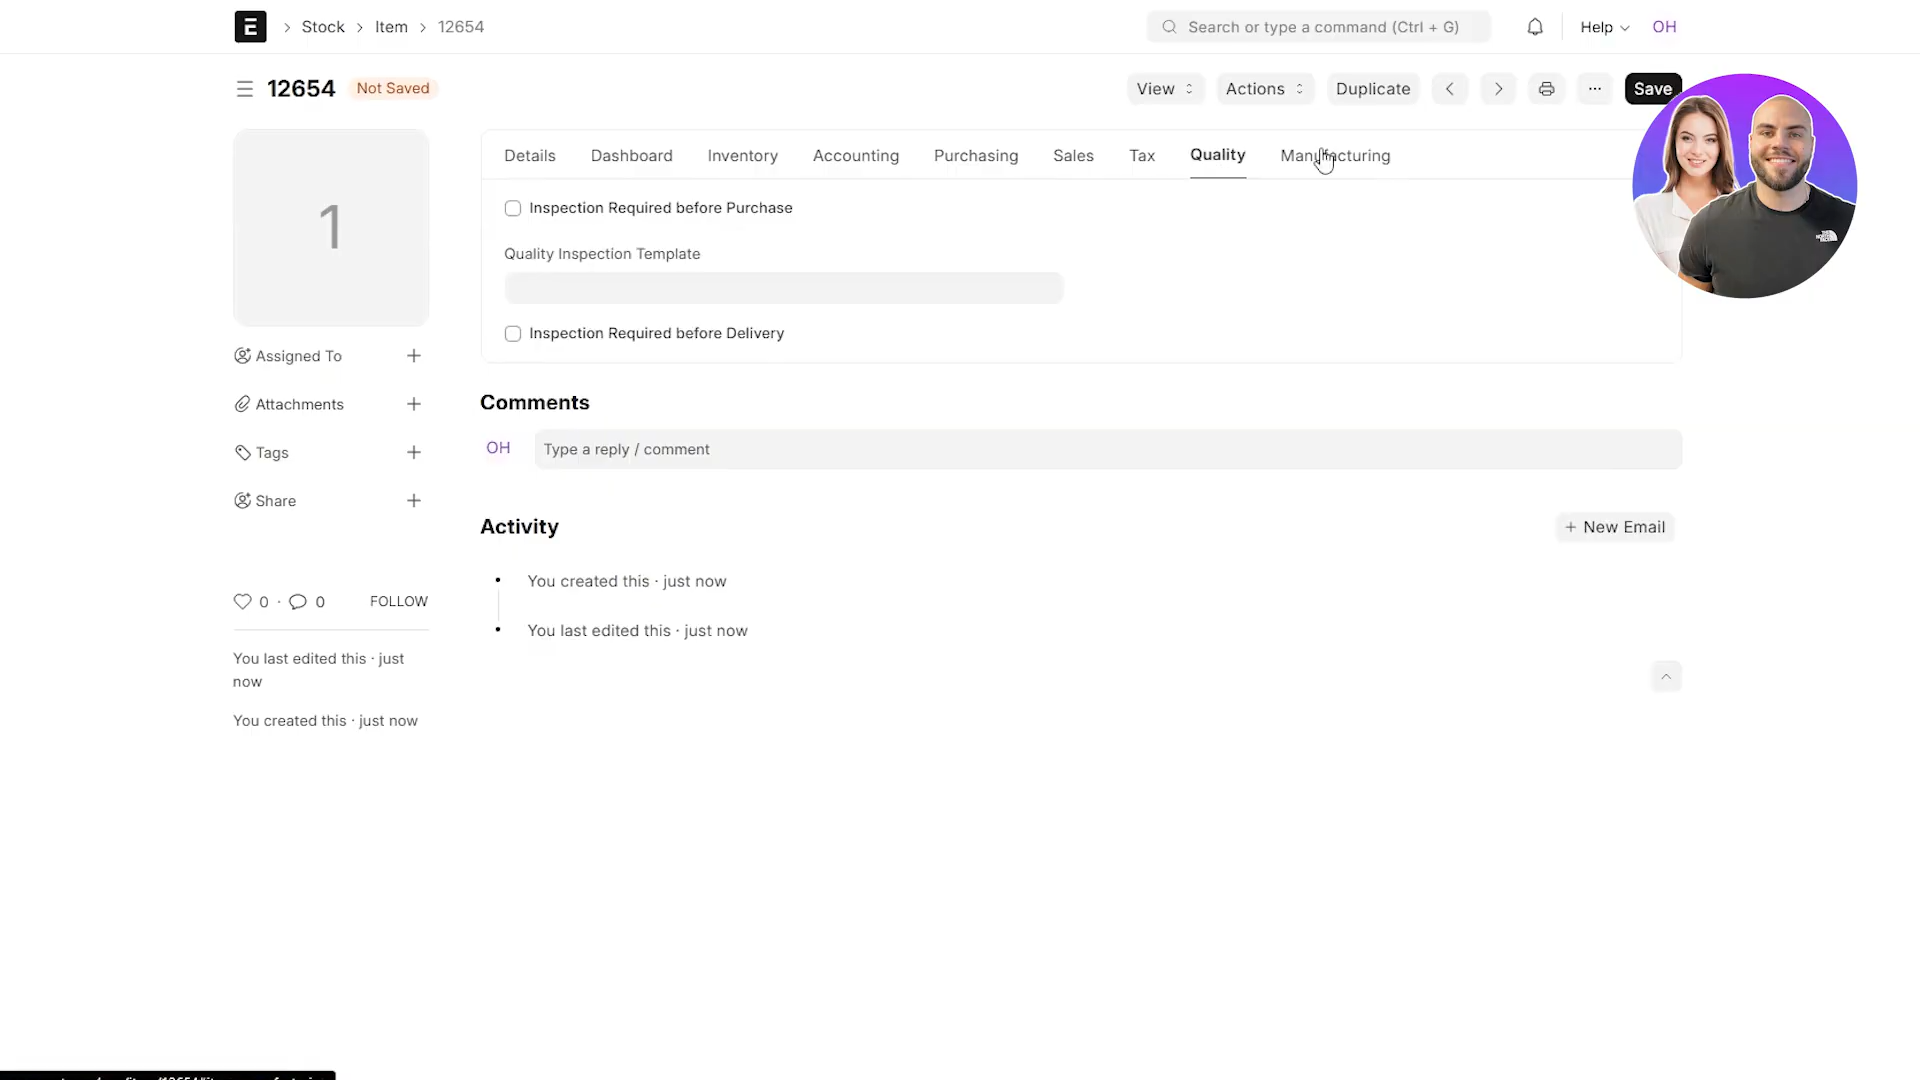 E
Stock
Item
12654
Search or type a command (Ctrl + G)
Help
OH
12654
Not Saved
View
Actions
Duplicate
Save
Details
Dashboard
Inventory
Accounting
Purchasing
Sales
Tax
Quality
Manufacturing
1
Inspection Required before Purchase
Quality Inspection Template
Inspection Required before Delivery
Assigned To
Attachments
Tags
Share
Comments
OH
Type a reply / comment
Activity
+ New Email
You created this · just now
You last edited this · just now
0 · 0
FOLLOW
You last edited this · just
now
You created this · just now